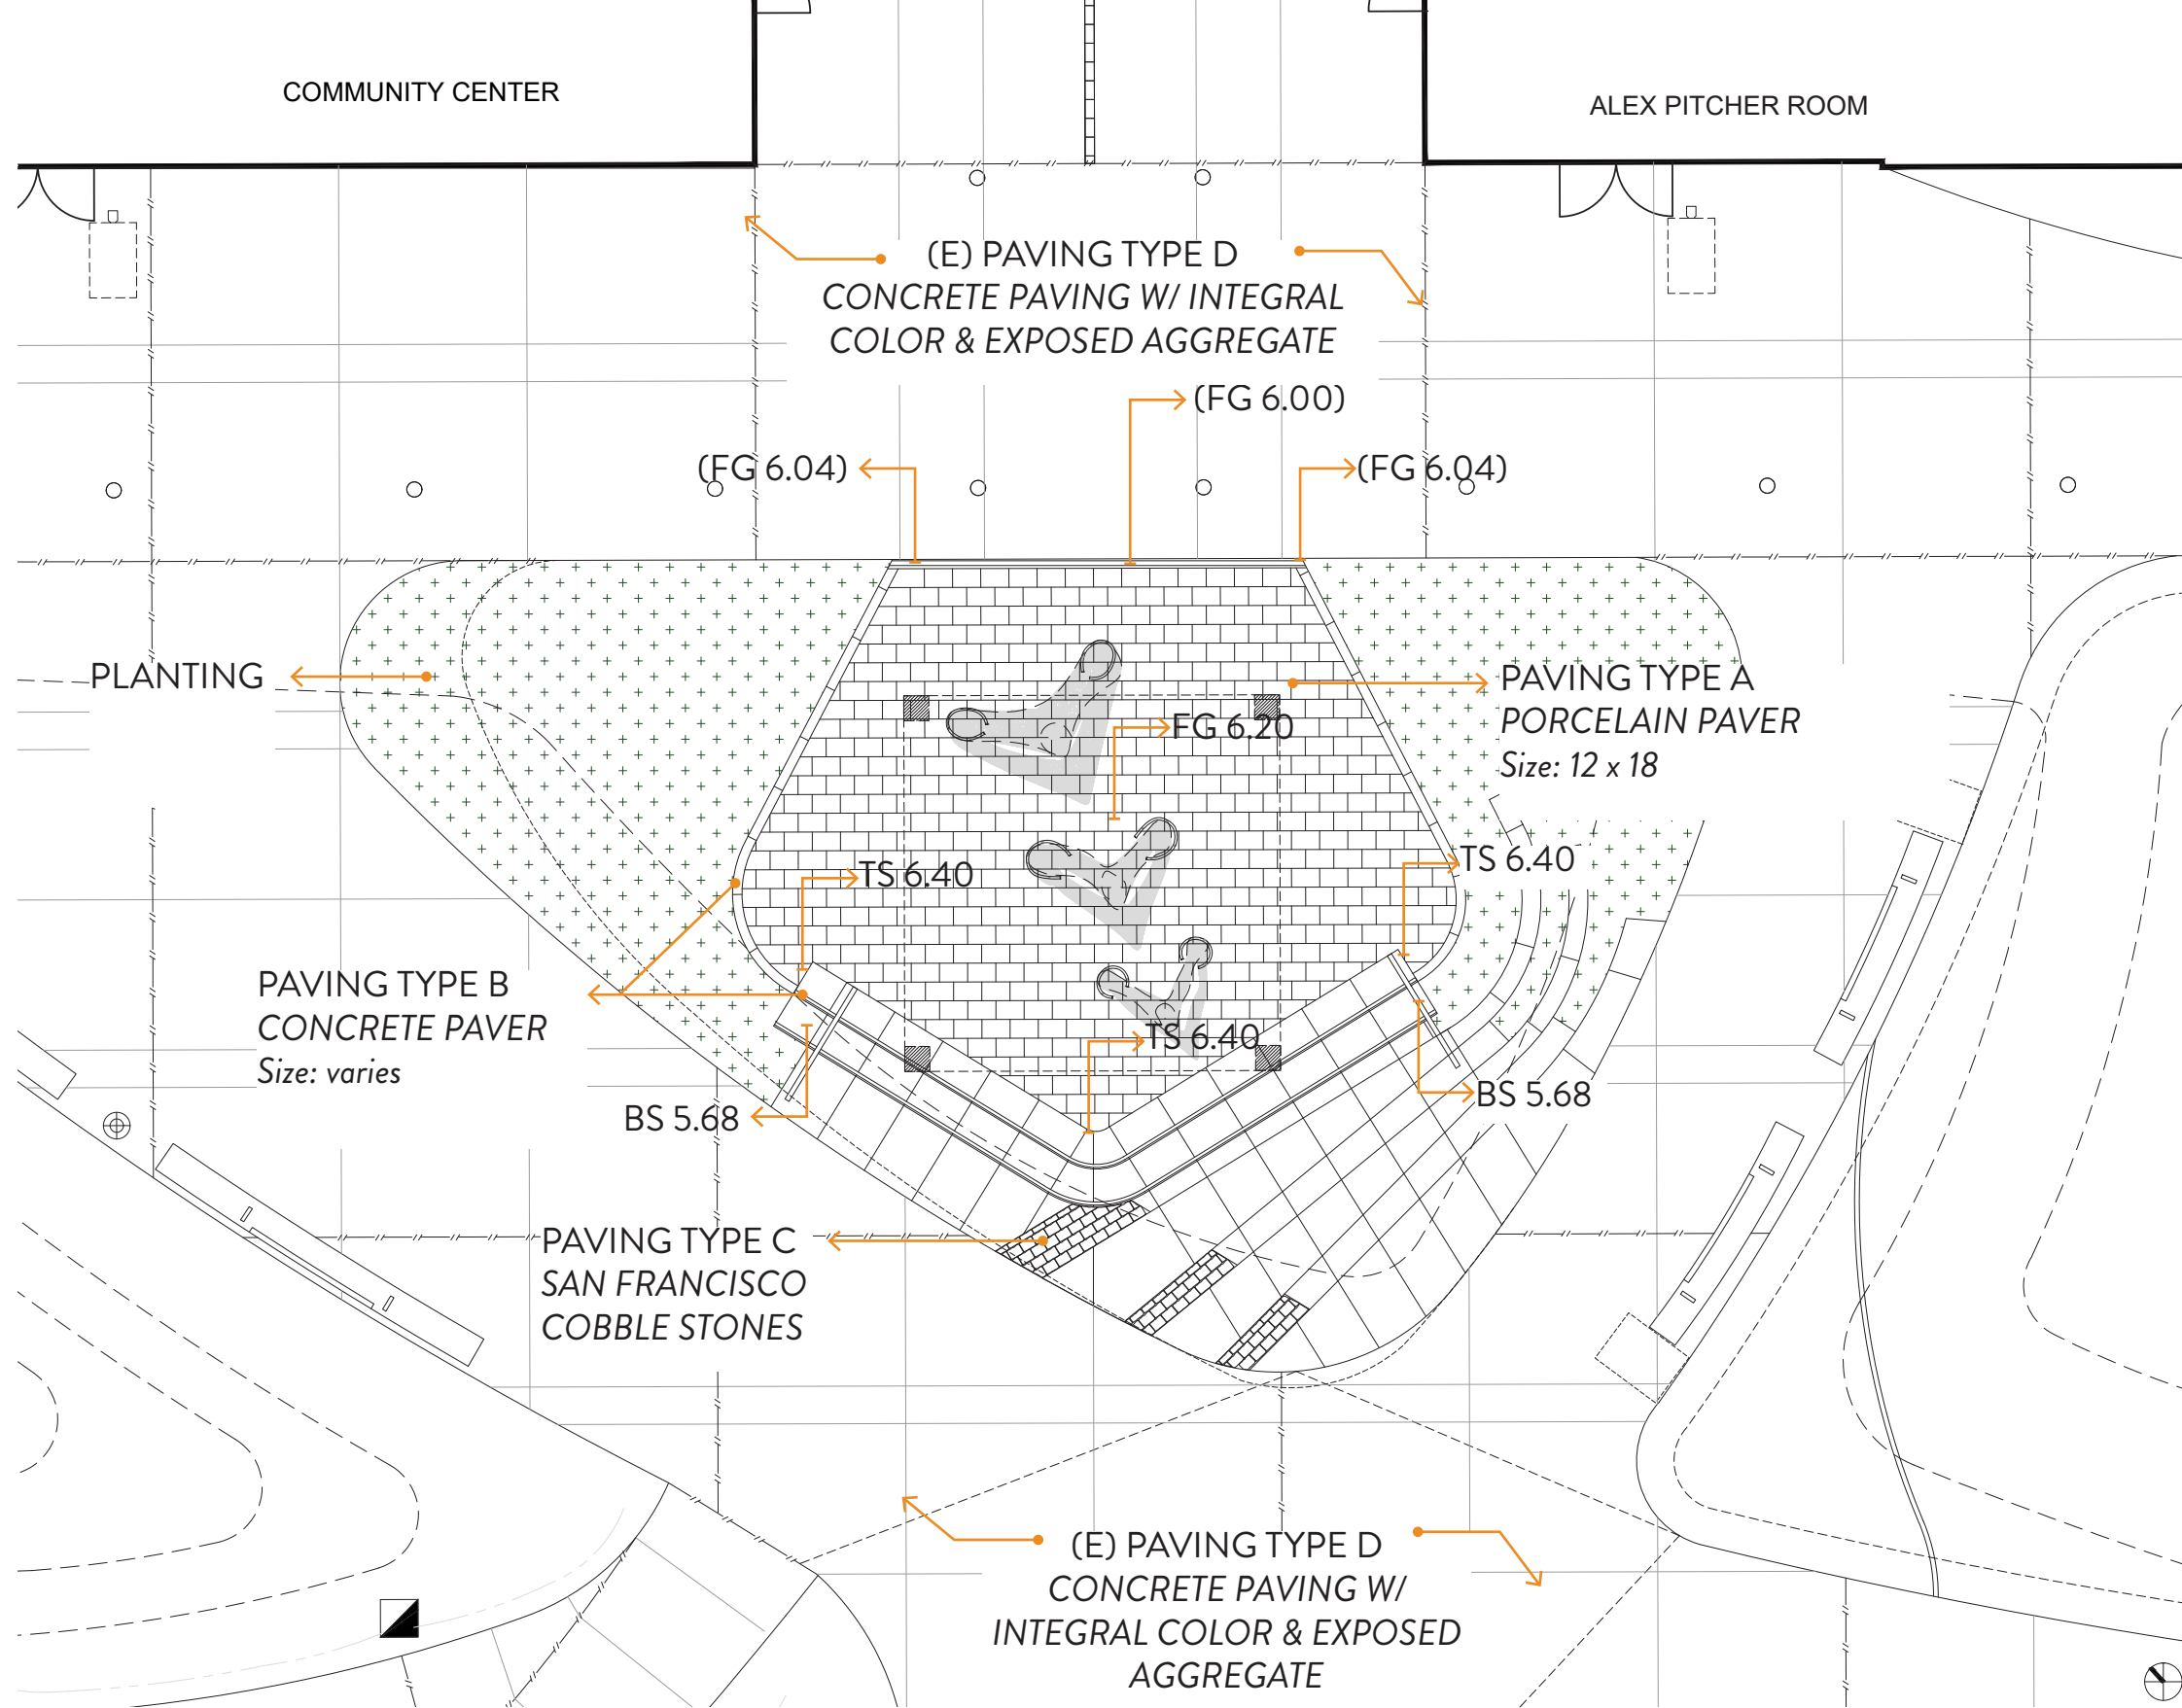 COMMUNITY CENTER
ALEX PITCHER ROOM
(E) PAVING TYPE D
CONCRETE PAVING W/ INTEGRAL
COLOR & EXPOSED AGGREGATE
(FG 6.00)
(FG 6.04)
(FG 6.04)
PLANTING
PAVING TYPE A
PORCELAIN PAVER
Size: 12 x 18
FG 6.20
TS 6.40
TS 6.40
PAVING TYPE B
CONCRETE PAVER
Size: varies
TS 6.40
BS 5.68
BS 5.68
PAVING TYPE C
SAN FRANCISCO
COBBLE STONES
(E) PAVING TYPE D
CONCRETE PAVING W/
INTEGRAL COLOR & EXPOSED
AGGREGATE